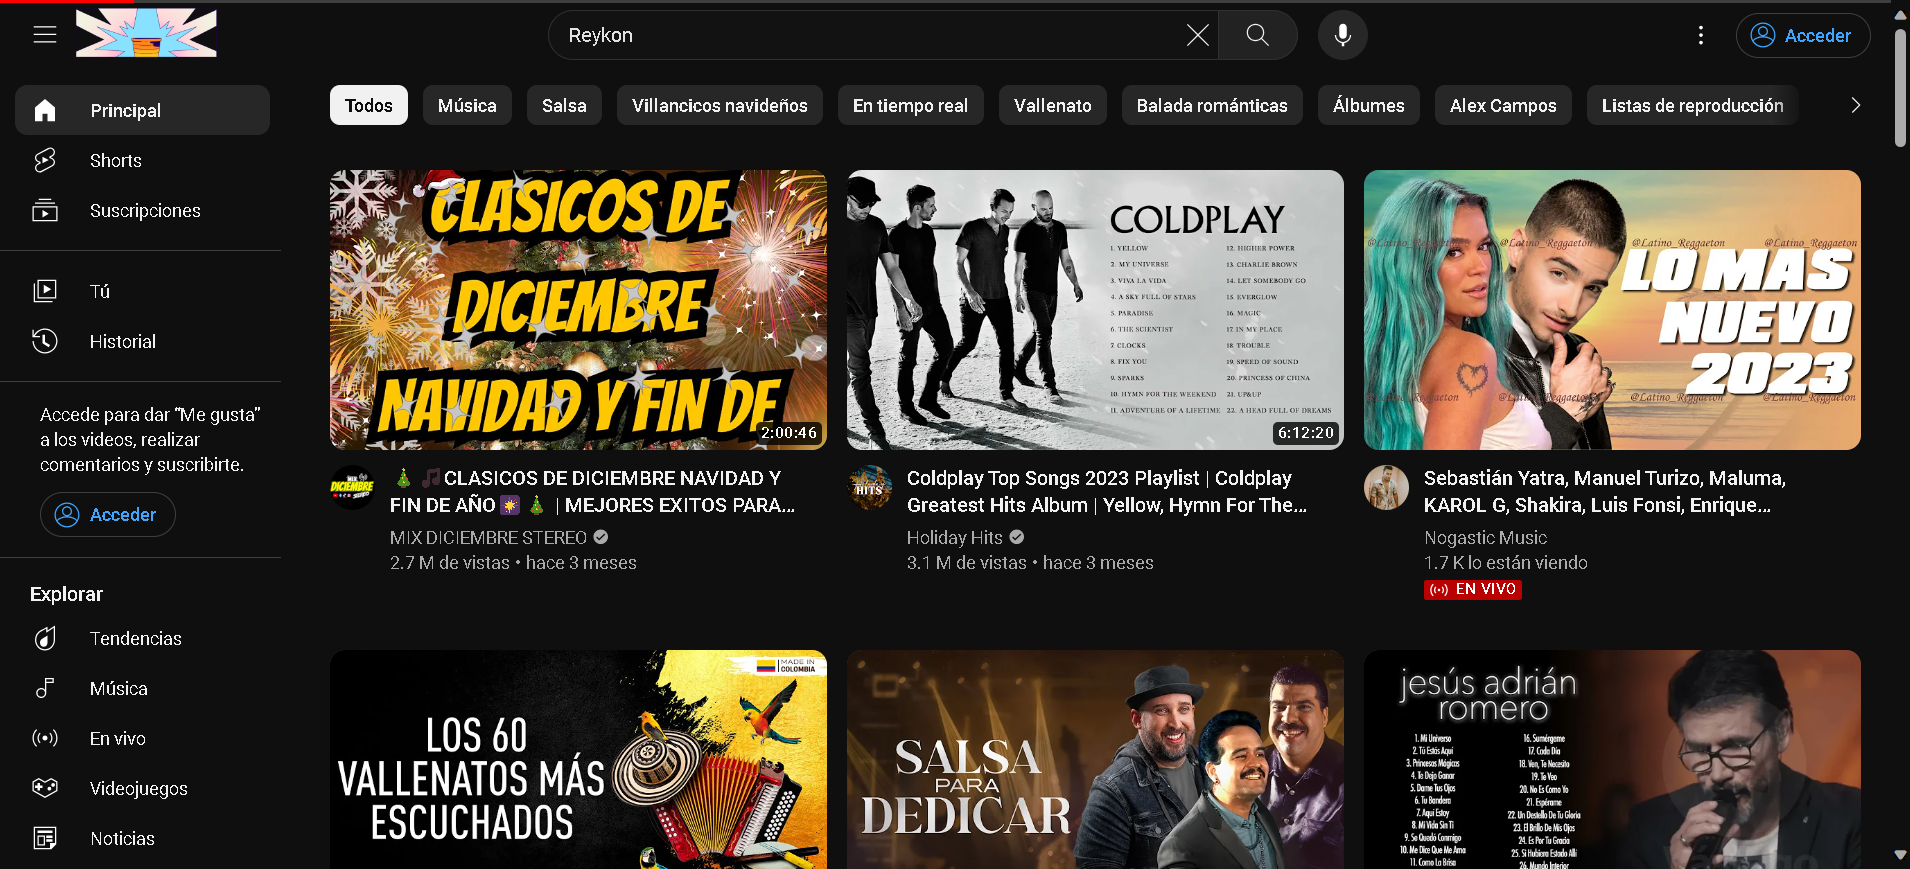 Reykon
Acceder
Principal
Shorts
Suscripciones
Tú
Historial
Accede para dar “Me gusta”
a los videos, realizar
comentarios y suscribirte.
Acceder
Explorar
Tendencias
Música
En vivo
Videojuegos
Noticias
Todos
Música
Salsa
Villancicos navideños
En tiempo real
Vallenato
Balada románticas
Álbumes
Alex Campos
Listas de reproducción
CLASICOS DE
DICIEMBRE
NAVIDAD Y FIN DE
2:00:46
DICIEMBRE
🎄 🎵CLASICOS DE DICIEMBRE NAVIDAD Y
FIN DE AÑO🎇 🎄 | MEJORES EXITOS PARA...
MIX DICIEMBRE STEREO
2.7 M de vistas • hace 3 meses
COLDPLAY
1. YELLOW
2. MY UNIVERSE
3. VIVA LA VIDA
4. A SKY FULL OF STARS
5. PARADISE
6. THE SCIENTIST
7. CLOCKS
8. FIX YOU
9. SPARKS
10. HYMN FOR THE WEEKEND
11. ADVENTURE OF A LIFETIME
12. HIGHER POWER
13. CHARLIE BROWN
14. LET SOMEBODY GO
15. EVERGLOW
16. MAGIC
17. IN MY PLACE
18. TROUBLE
19. SPEED OF SOUND
20. PRINCESS OF CHINA
21. UP&UP
22. A HEAD FULL OF DREAMS
6:12:20
HITS
Coldplay Top Songs 2023 Playlist | Coldplay
Greatest Hits Album | Yellow, Hymn For The...
Holiday Hits
3.1 M de vistas • hace 3 meses
@Latino_Reggaeton @Latino_Reggaeton @Latino_Reggaeton @Latino_Reggaeton
LO MAS
NUEVO
2023
@Latino_Reggaeton @Latino_Reggaeton
Sebastián Yatra, Manuel Turizo, Maluma,
KAROL G, Shakira, Luis Fonsi, Enrique...
Nogastic Music
1.7 K lo están viendo
EN VIVO
MADE IN
COLOMBIA
LOS 60
VALLENATOS MÁS
ESCUCHADOS
SALSA
PARA
DEDICAR
jesús adrián
romero
1. Mi Universo
2. Tú Estás Aquí
3. Princesas Mágicas
4. Te Dejo Ganar
5. Dame Tus Ojos
6. Tu Bandera
7. Aquí Estoy
8. Mi Vida Sin Ti
9. Se Quedó Conmigo
10. Me Dice Que Me Ama
11. Como La Brisa
16. Sumérgeme
17. Cada Día
18. Ven, Te Necesito
19. Te Veo
20. No Es Como Yo
21. Espérame
22. Un Destello De Tu Gloria
23. El Brillo De Mis Ojos
24. Es Por Tu Gracia
25. Si Hubiera Estado Allí
26. Mundo Interior